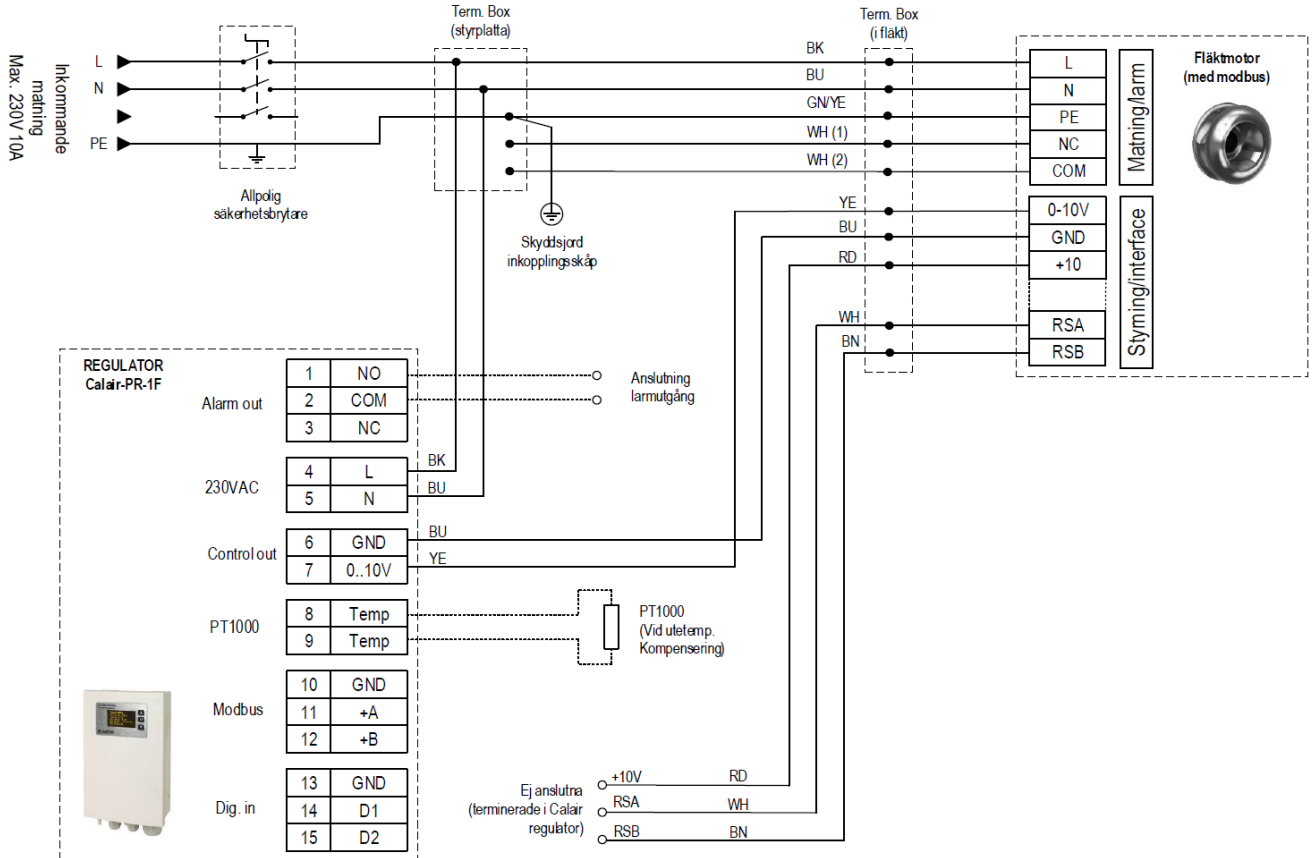 Inkommande
matning
Max. 230V 10A
L
N
PE
Allpolig
säkerhetsbrytare
Term. Box
(styrplatta)
Skyddsjord
inkopplingsskåp
Term. Box
(i fläkt)
BK
BU
GN/YE
WH (1)
WH (2)
YE
BU
RD
WH
BN
L
N
PE
NC
COM
Matning/larm
0-10V
GND
+10
RSA
RSB
Styrning/interface
Fläktmotor
(med modbus)
REGULATOR
Calair-PR-1F
Alarm out
1 NO
2 COM
3 NC
Anslutning
larmutgång
230VAC
4 L
5 N
BK
BU
Control out
6 GND
7 0..10V
BU
YE
PT1000
8 Temp
9 Temp
PT1000
(Vid utetemp.
Kompensering)
Modbus
10 GND
11 +A
12 +B
Dig. in
13 GND
14 D1
15 D2
Ej anslutna
(terminerade i Calair
regulator)
+10V RD
RSA WH
RSB BN